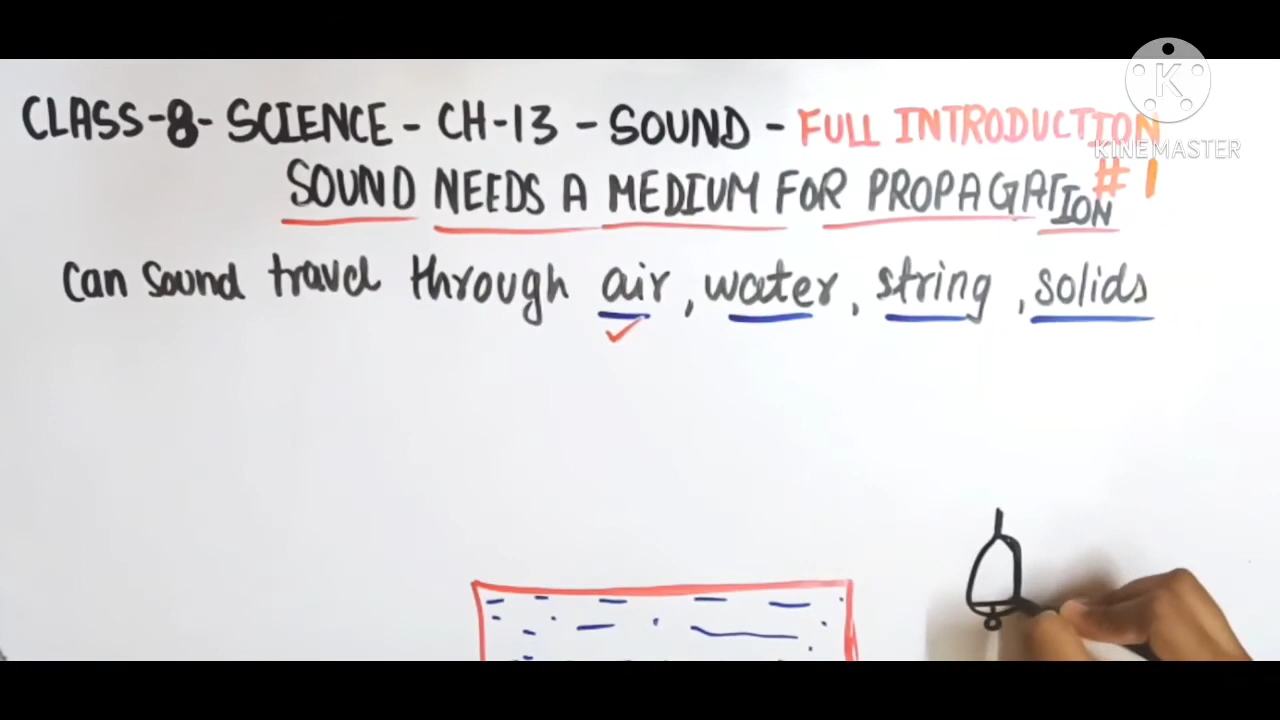 CLASS-8- SCIENCE - CH-13 - SOUND - FULL INTRODUCTION
#1
SOUND NEEDS A MEDIUM FOR PROPAGATION
Can Sound travel through air, water, string, solids
K
KINEMASTER